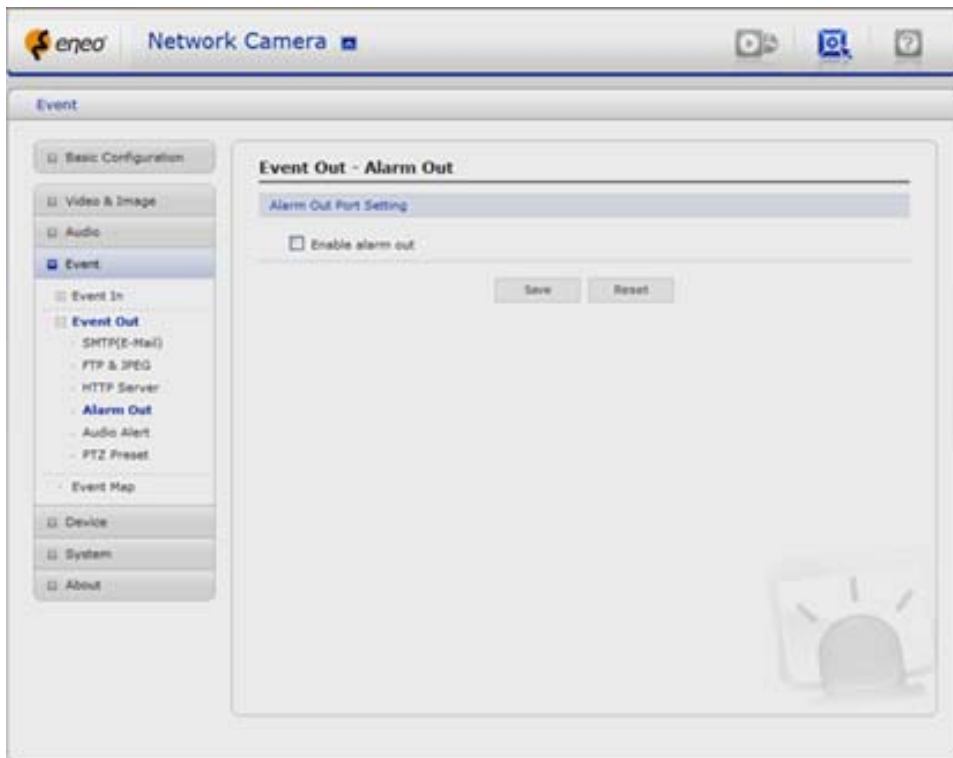 eneo Network Camera
?
Event
Basic Configuration
Video & Image
Audio
Event
Event In
Event Out
SMTP(E-Mail)
FTP & JPEG
HTTP Server
Alarm Out
Audio Alert
PTZ Preset
Event Map
Device
System
About
Event Out - Alarm Out
Alarm Out Port Setting
Enable alarm out
Save Reset